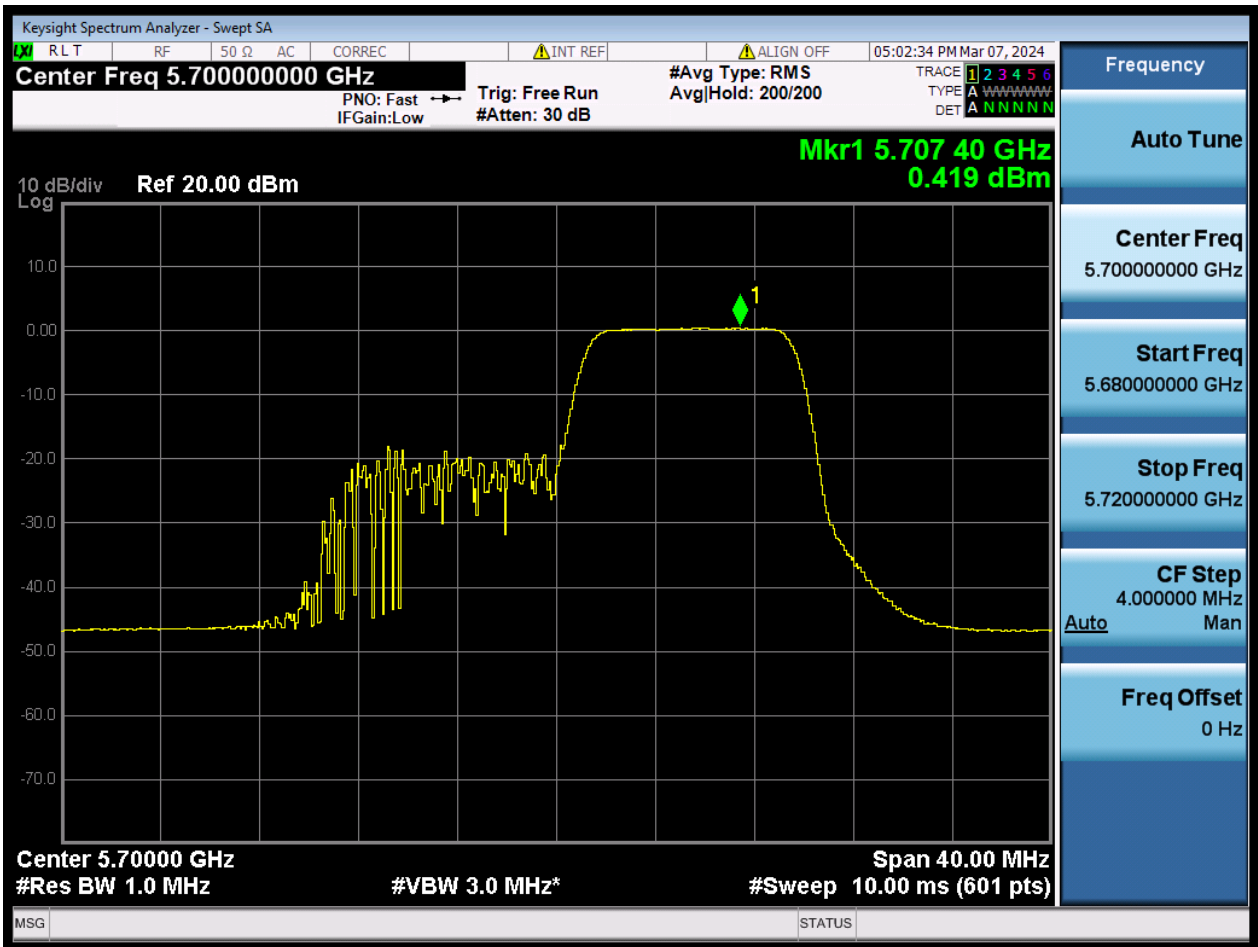 Keysight Spectrum Analyzer - Swept SA
LXI RLT RF 50 Ω AC CORREC INT REF ALIGN OFF 05:02:34 PM Mar 07, 2024
Center Freq 5.700000000 GHz
PNO: Fast
IFGain:Low
Trig: Free Run
#Atten: 30 dB
#Avg Type: RMS
Avg|Hold: 200/200
TRACE 1 2 3 4 5 6
TYPE A WWWWW
DET A N N N N N
Mkr1 5.707 40 GHz
0.419 dBm
10 dB/div Ref 20.00 dBm
Log
1
10.0
0.00
-10.0
-20.0
-30.0
-40.0
-50.0
-60.0
-70.0
Center 5.70000 GHz Span 40.00 MHz
#Res BW 1.0 MHz #VBW 3.0 MHz* #Sweep 10.00 ms (601 pts)
MSG STATUS
Frequency
Auto Tune
Center Freq
5.700000000 GHz
Start Freq
5.680000000 GHz
Stop Freq
5.720000000 GHz
CF Step
4.000000 MHz
Auto Man
Freq Offset
0 Hz